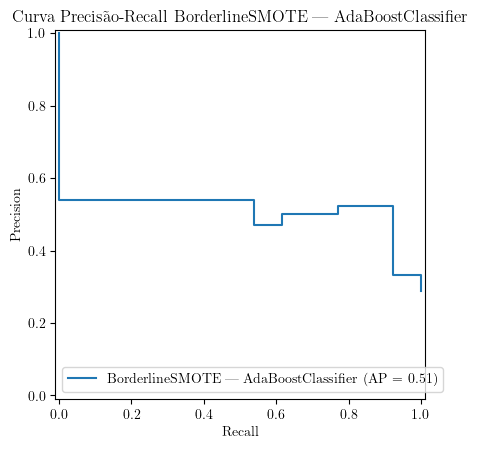 Curva Precisão-Recall BorderlineSMOTE — AdaBoostClassifier
1.0
0.8
0.6
0.4
0.2
0.0
Precision
BorderlineSMOTE — AdaBoostClassifier (AP = 0.51)
0.0 0.2 0.4 0.6 0.8 1.0
Recall